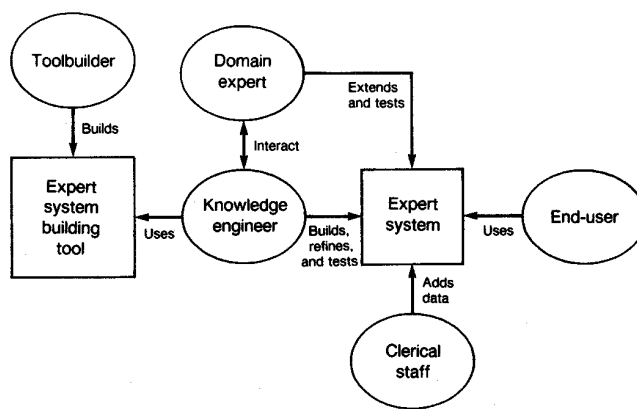 Toolbuilder
Domain
expert
Extends
and tests
Builds
Interact
Expert
system
building
tool
Uses
Knowledge
engineer
Builds,
refines,
and tests
Expert
system
Uses
End-user
Adds
data
Clerical
staff